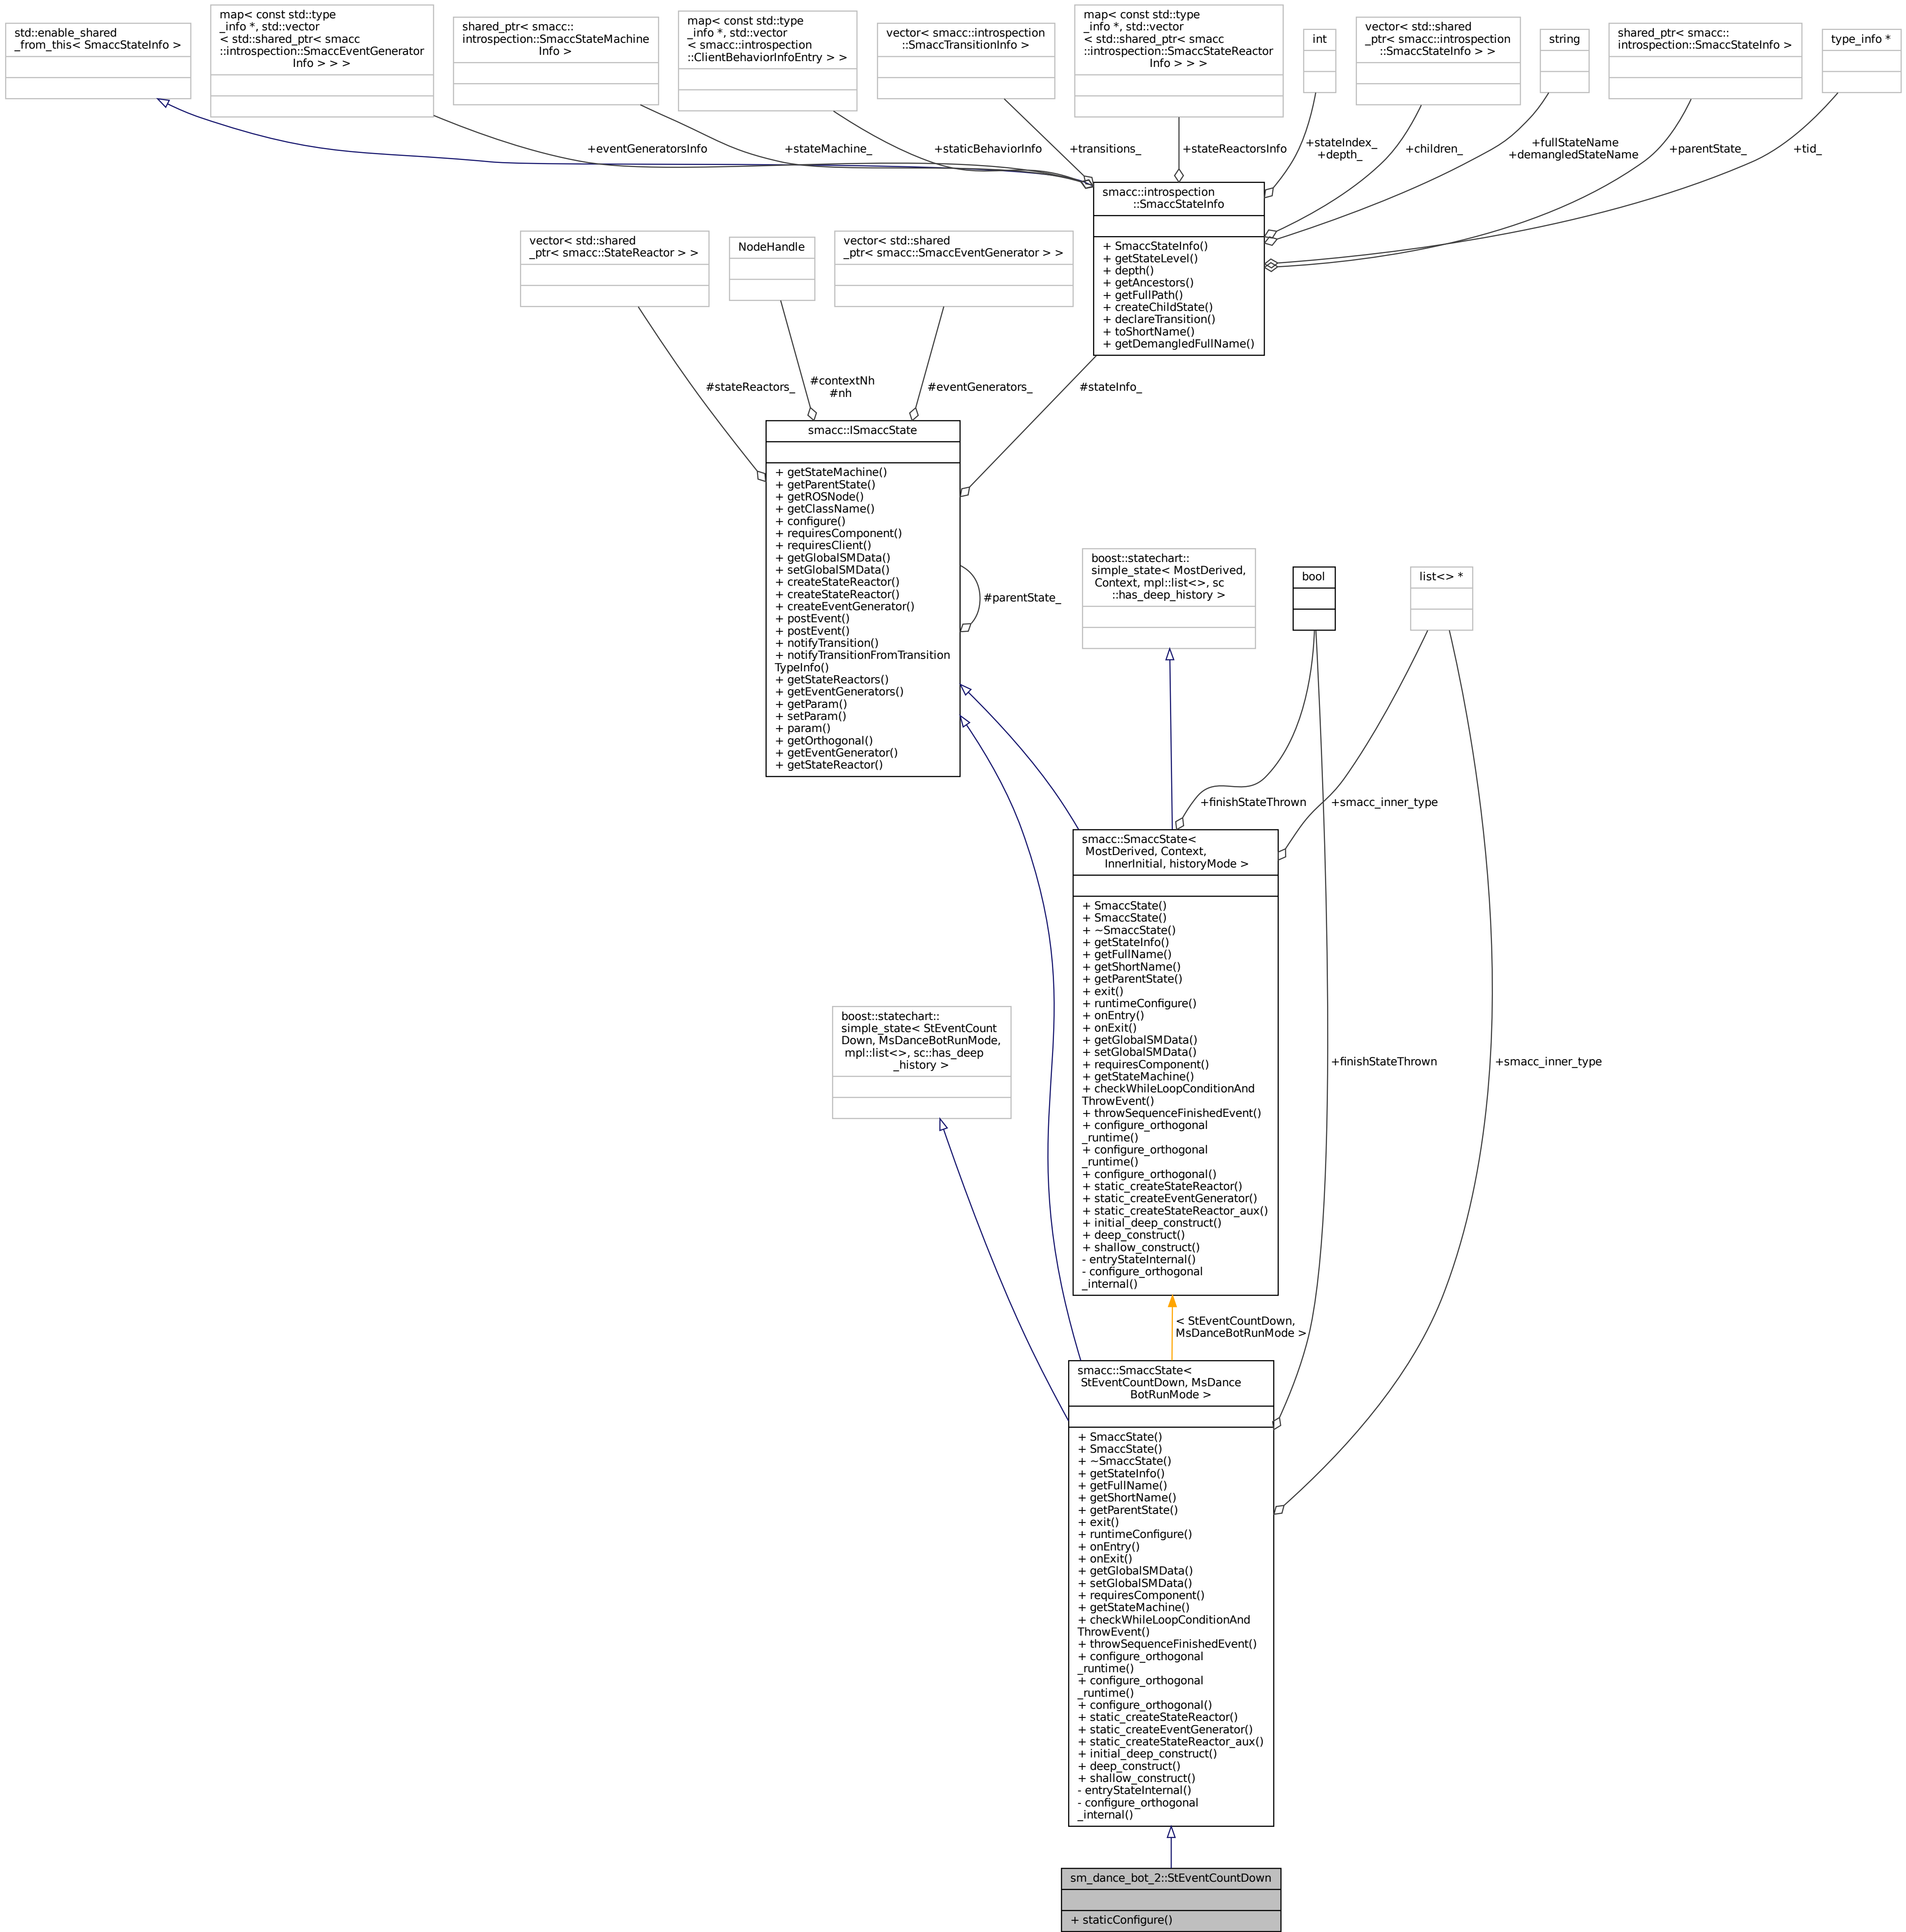 std::enable_shared
_from_this< SmaccStateInfo >
map< const std::type
_info *, std::vector
< std::shared_ptr< smacc
::introspection::SmaccEventGenerator
Info > > >
shared_ptr< smacc::
introspection::SmaccStateMachine
Info >
map< const std::type
_info *, std::vector
< smacc::introspection
::ClientBehaviorInfoEntry > >
vector< smacc::introspection
::SmaccTransitionInfo >
map< const std::type
_info *, std::vector
< std::shared_ptr< smacc
::introspection::SmaccStateReactor
Info > > >
int
vector< std::shared
_ptr< smacc::introspection
::SmaccStateInfo > >
string
shared_ptr< smacc::
introspection::SmaccStateInfo >
type_info *
+eventGeneratorsInfo
+stateMachine_
+staticBehaviorInfo
+transitions_
+stateReactorsInfo
+stateIndex_
+depth_
+children_
+fullStateName
+demangledStateName
+parentState_
+tid_
smacc::introspection
::SmaccStateInfo
+ SmaccStateInfo()
+ getStateLevel()
+ depth()
+ getAncestors()
+ getFullPath()
+ createChildState()
+ declareTransition()
+ toShortName()
+ getDemangledFullName()
vector< std::shared
_ptr< smacc::StateReactor > >
NodeHandle
vector< std::shared
_ptr< smacc::SmaccEventGenerator > >
#stateReactors_
#contextNh
#nh
#eventGenerators_
#stateInfo_
smacc::ISmaccState
+ getStateMachine()
+ getParentState()
+ getROSNode()
+ getClassName()
+ configure()
+ requiresComponent()
+ requiresClient()
+ getGlobalSMData()
+ setGlobalSMData()
+ createStateReactor()
+ createStateReactor()
+ createEventGenerator()
+ postEvent()
+ postEvent()
+ notifyTransition()
+ notifyTransitionFromTransition
TypeInfo()
+ getStateReactors()
+ getEventGenerators()
+ getParam()
+ setParam()
+ param()
+ getOrthogonal()
+ getEventGenerator()
+ getStateReactor()
#parentState_
boost::statechart::
simple_state< MostDerived,
Context, mpl::list<>, sc
::has_deep_history >
bool
list<> *
+finishStateThrown
+smacc_inner_type
smacc::SmaccState<
MostDerived, Context,
InnerInitial, historyMode >
+ SmaccState()
+ SmaccState()
+ ~SmaccState()
+ getStateInfo()
+ getFullName()
+ getShortName()
+ getParentState()
+ exit()
+ runtimeConfigure()
+ onEntry()
+ onExit()
+ getGlobalSMData()
+ setGlobalSMData()
+ requiresComponent()
+ getStateMachine()
+ checkWhileLoopConditionAnd
ThrowEvent()
+ throwSequenceFinishedEvent()
+ configure_orthogonal
_runtime()
+ configure_orthogonal
_runtime()
+ configure_orthogonal()
+ static_createStateReactor()
+ static_createEventGenerator()
+ static_createStateReactor_aux()
+ initial_deep_construct()
+ deep_construct()
+ shallow_construct()
- entryStateInternal()
- configure_orthogonal
_internal()
boost::statechart::
simple_state< StEventCount
Down, MsDanceBotRunMode,
mpl::list<>, sc::has_deep
_history >
+finishStateThrown
+smacc_inner_type
< StEventCountDown,
MsDanceBotRunMode >
smacc::SmaccState<
StEventCountDown, MsDance
BotRunMode >
+ SmaccState()
+ SmaccState()
+ ~SmaccState()
+ getStateInfo()
+ getFullName()
+ getShortName()
+ getParentState()
+ exit()
+ runtimeConfigure()
+ onEntry()
+ onExit()
+ getGlobalSMData()
+ setGlobalSMData()
+ requiresComponent()
+ getStateMachine()
+ checkWhileLoopConditionAnd
ThrowEvent()
+ throwSequenceFinishedEvent()
+ configure_orthogonal
_runtime()
+ configure_orthogonal
_runtime()
+ configure_orthogonal()
+ static_createStateReactor()
+ static_createEventGenerator()
+ static_createStateReactor_aux()
+ initial_deep_construct()
+ deep_construct()
+ shallow_construct()
- entryStateInternal()
- configure_orthogonal
_internal()
sm_dance_bot_2::StEventCountDown
+ staticConfigure()